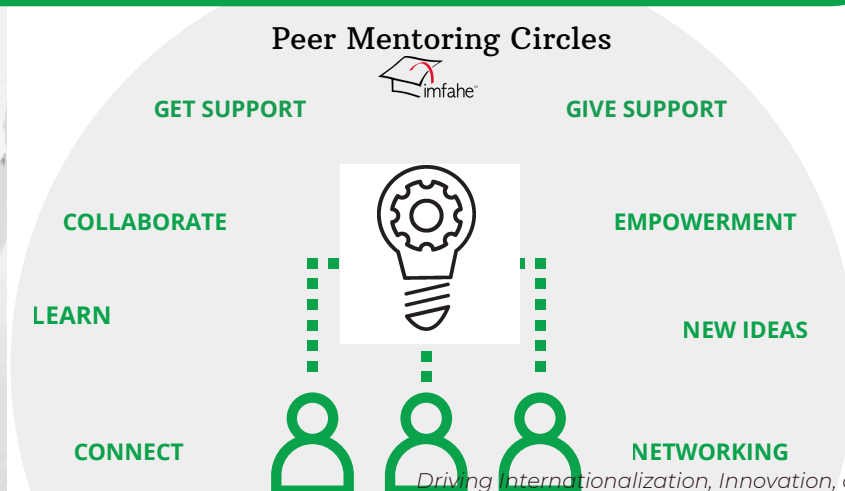 Peer Mentoring Circles
imfahe
GET SUPPORT
GIVE SUPPORT
COLLABORATE
EMPOWERMENT
LEARN
NEW IDEAS
CONNECT
NETWORKING
Driving Internationalization, Innovation,